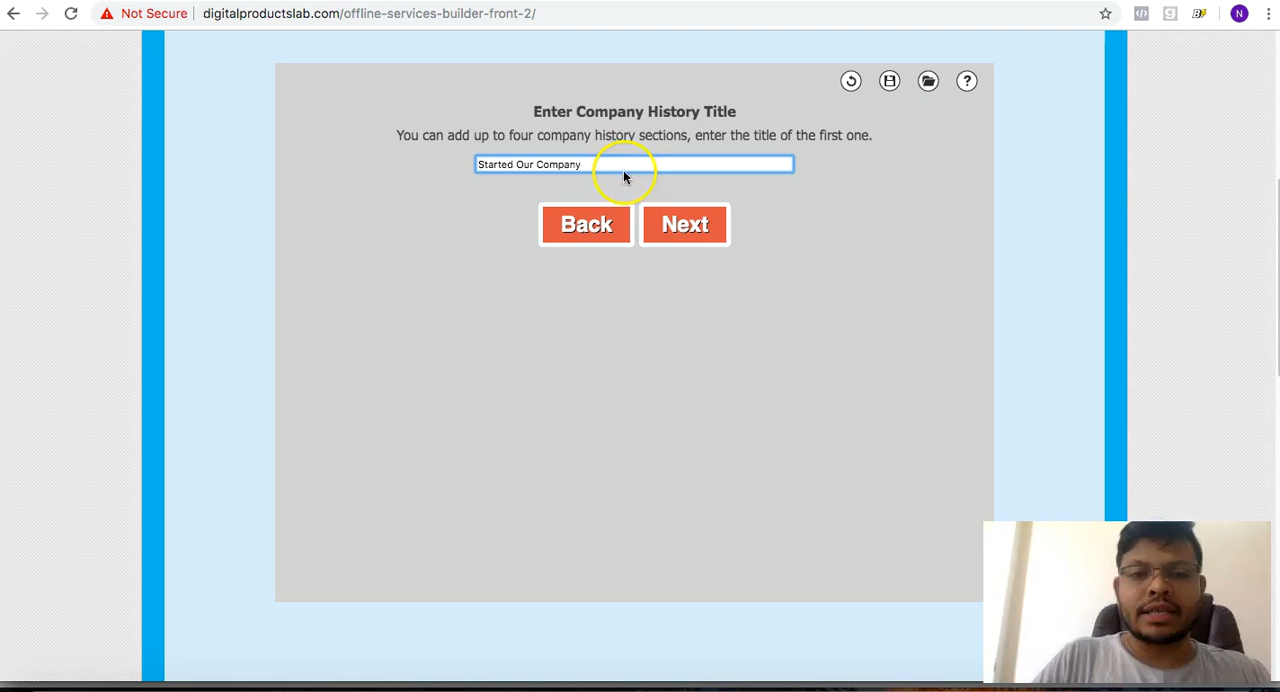 Not Secure
digitalproductslab.com/offline-services-builder-front-2/
N
?
Enter Company History Title
You can add up to four company history sections, enter the title of the first one.
Started Our Company
Back Next